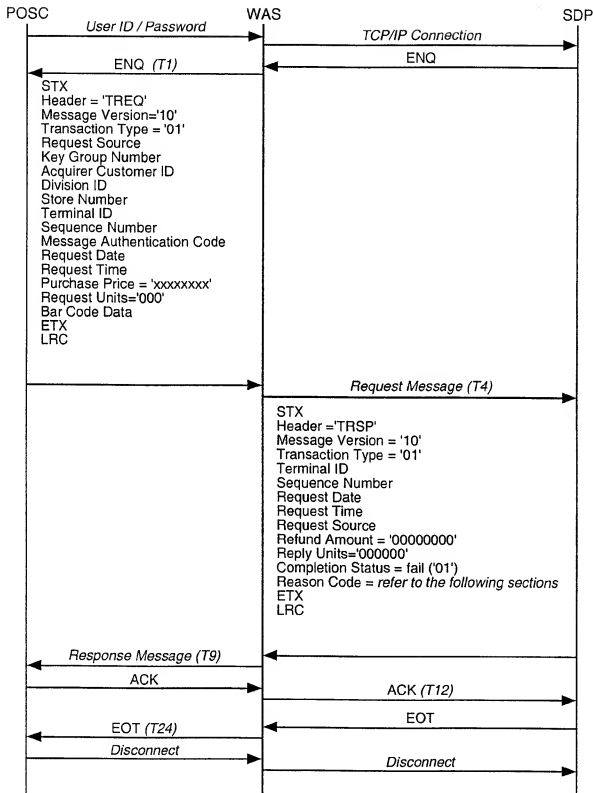 POSC WAS SDP
User ID / Password
TCP/IP Connection
ENQ (T1)
ENQ
STX
Header = 'TREQ'
Message Version='10'
Transaction Type = '01'
Request Source
Key Group Number
Acquirer Customer ID
Division ID
Store Number
Terminal ID
Sequence Number
Message Authentication Code
Request Date
Request Time
Purchase Price = 'xxxxxxxx'
Request Units='000'
Bar Code Data
ETX
LRC
Request Message (T4)
STX
Header ='TRSP'
Message Version = '10'
Transaction Type = '01'
Terminal ID
Sequence Number
Request Date
Request Time
Request Source
Refund Amount = '00000000'
Reply Units='000000'
Completion Status = fail ('01')
Reason Code = refer to the following sections
ETX
LRC
Response Message (T9)
ACK
ACK (T12)
EOT
EOT (T24)
Disconnect
Disconnect